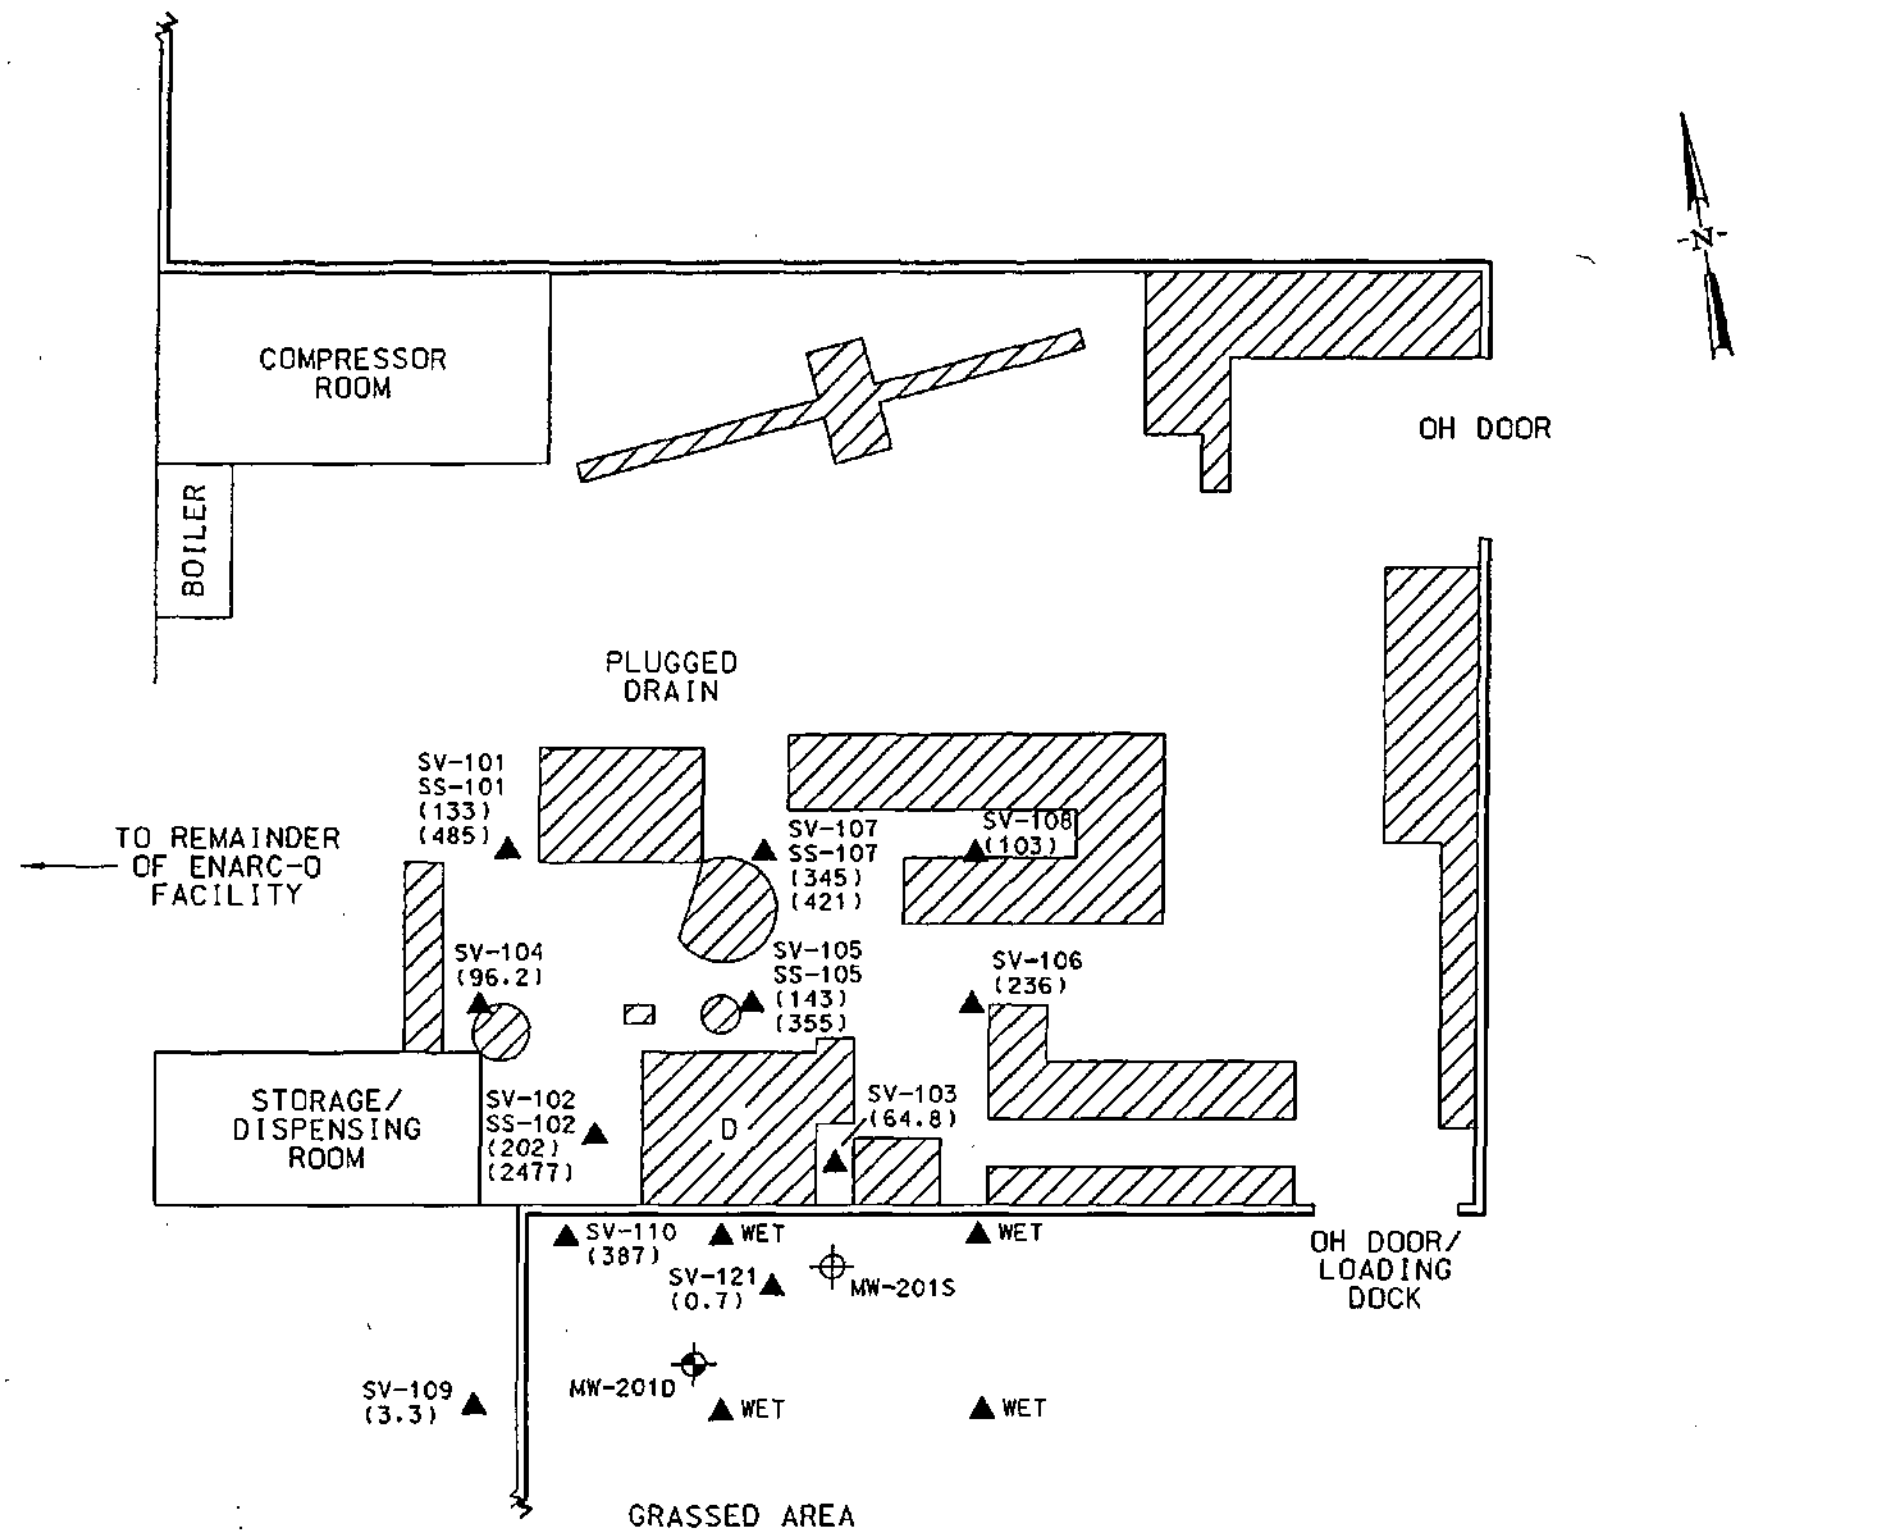 N
COMPRESSOR
ROOM
OH DOOR
BOILER
PLUGGED
DRAIN
SV-101
SS-101
(133)
(485)
TO REMAINDER
OF ENARC-O
FACILITY
SV-107
SS-107
(345)
(421)
SV-108
(103)
SV-104
(96.2)
SV-105
SS-105
(143)
(355)
SV-106
(236)
STORAGE/
DISPENSING
ROOM
SV-102
SS-102
(202)
(2477)
D
SV-103
(64.8)
SV-110
(387)
WET
WET
SV-121
(0.7)
MW-201S
OH DOOR/
LOADING
DOCK
MW-201D
SV-109
(3.3)
WET
WET
GRASSED AREA